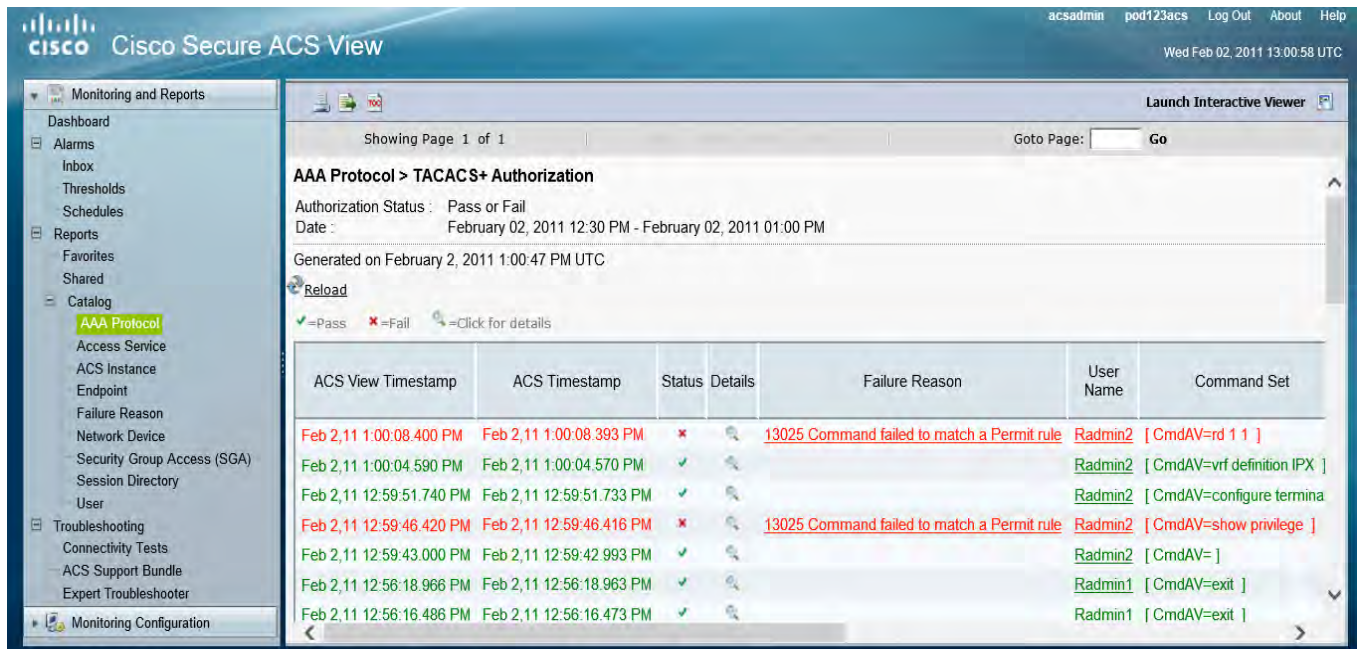 acsadmin pod123acs Log Out About Help
CISCO Cisco Secure ACS View
Wed Feb 02, 2011 13:00:58 UTC
Monitoring and Reports
Dashboard
Alarms
Inbox
Thresholds
Schedules
Reports
Favorites
Shared
Catalog
AAA Protocol
Access Service
ACS Instance
Endpoint
Failure Reason
Network Device
Security Group Access (SGA)
Session Directory
User
Troubleshooting
Connectivity Tests
ACS Support Bundle
Expert Troubleshooter
Monitoring Configuration
Launch Interactive Viewer
Showing Page 1 of 1 Goto Page: Go
AAA Protocol > TACACS+ Authorization
Authorization Status : Pass or Fail
Date : February 02, 2011 12:30 PM - February 02, 2011 01:00 PM
Generated on February 2, 2011 1:00:47 PM UTC
Reload
=Pass =Fail =Click for details
ACS View Timestamp ACS Timestamp Status Details Failure Reason User Name Command Set
Feb 2,11 1:00:08.400 PM Feb 2,11 1:00:08.393 PM 13025 Command failed to match a Permit rule Radmin2 [ CmdAV=rd 1 1 ]
Feb 2,11 1:00:04.590 PM Feb 2,11 1:00:04.570 PM Radmin2 [ CmdAV=vrf definition IPX ]
Feb 2,11 12:59:51.740 PM Feb 2,11 12:59:51.733 PM Radmin2 [ CmdAV=configure termina
Feb 2,11 12:59:46.420 PM Feb 2,11 12:59:46.416 PM 13025 Command failed to match a Permit rule Radmin2 [ CmdAV=show privilege ]
Feb 2,11 12:59:43.000 PM Feb 2,11 12:59:42.993 PM Radmin2 [ CmdAV= ]
Feb 2,11 12:56:18.966 PM Feb 2,11 12:56:18.963 PM Radmin1 [ CmdAV=exit ]
Feb 2,11 12:56:16.486 PM Feb 2,11 12:56:16.473 PM Radmin1 [ CmdAV=exit ]